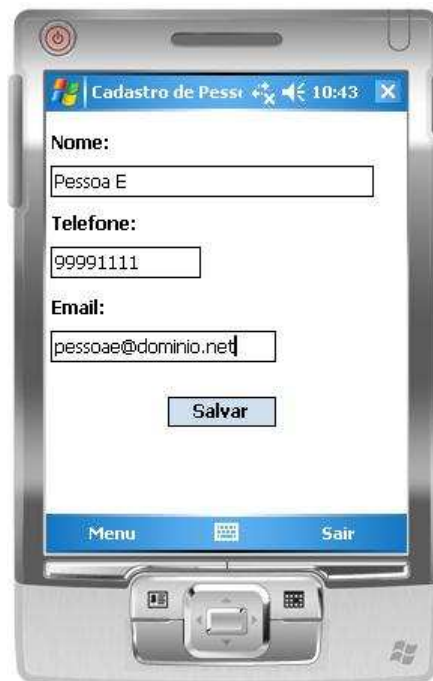 Cadastro de Pess 10:43
Nome:
Pessoa E
Telefone:
99991111
Email:
pessoae@dominio.net
Salvar
Menu Sair